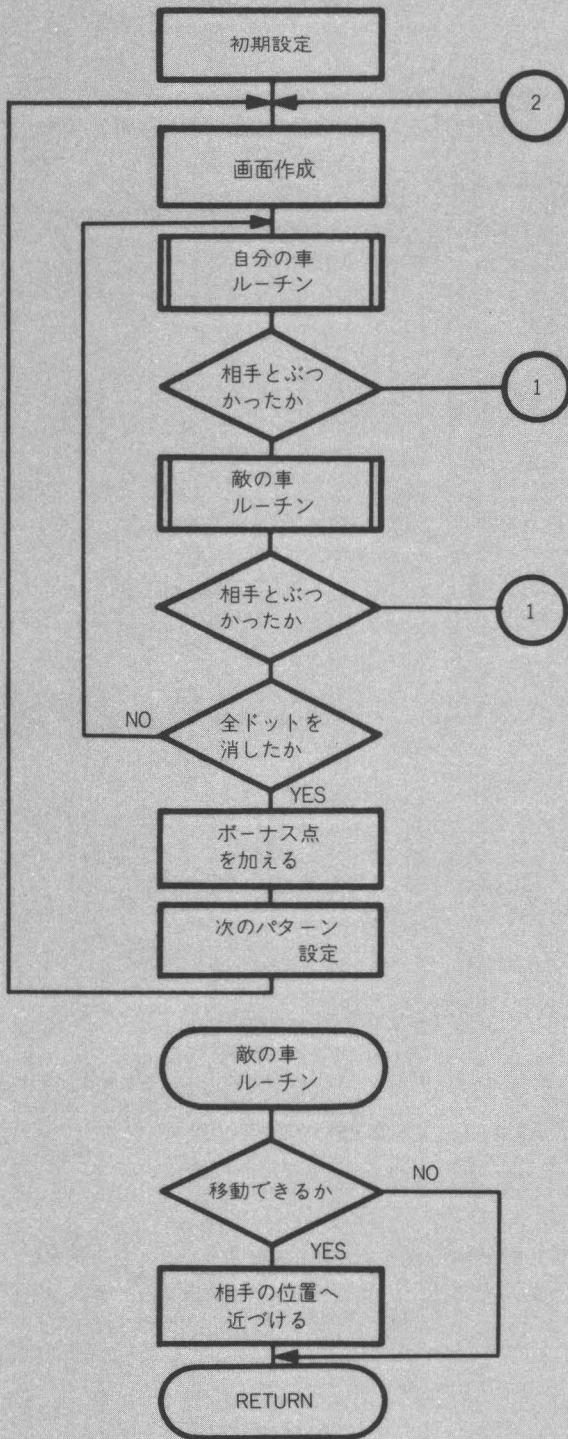 初期設定
2
画面作成
自分の車
ルーチン
相手とぶつ
かったか
1
敵の車
ルーチン
相手とぶつ
かったか
1
全ドットを
消したか
NO
YES
ボーナス点
を加える
次のパターン
設定
敵の車
ルーチン
移動できるか
NO
YES
相手の位置へ
近づける
RETURN